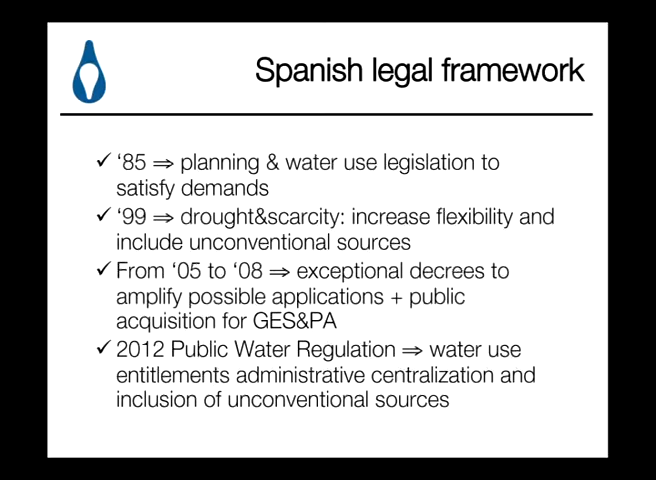 Spanish legal framework
✓ ‘85 ⇒ planning & water use legislation to
satisfy demands
✓ ‘99 ⇒ drought&scarcity: increase flexibility and
include unconventional sources
✓ From ‘05 to ‘08 ⇒ exceptional decrees to
amplify possible applications + public
acquisition for GES&PA
✓ 2012 Public Water Regulation ⇒ water use
entitlements administrative centralization and
inclusion of unconventional sources